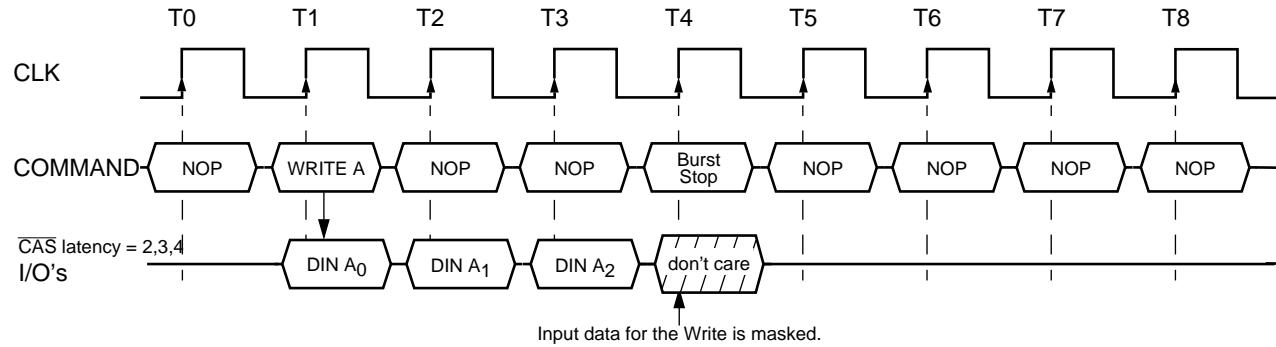 T0 T1 T2 T3 T4 T5 T6 T7 T8
CLK
COMMAND NOP WRITE A NOP NOP Burst Stop NOP NOP NOP NOP
CAS latency = 2,3,4
I/O's DIN A0 DIN A1 DIN A2 don't care
Input data for the Write is masked.